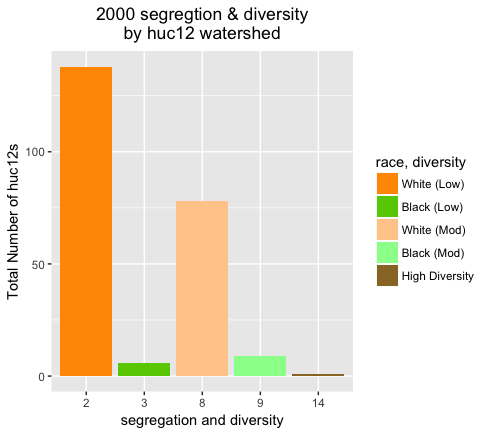 2000 segregtion & diversity
by huc12 watershed
Total Number of huc12s
100
50
0
2 3 8 9 14
segregation and diversity
race, diversity
White (Low)
Black (Low)
White (Mod)
Black (Mod)
High Diversity